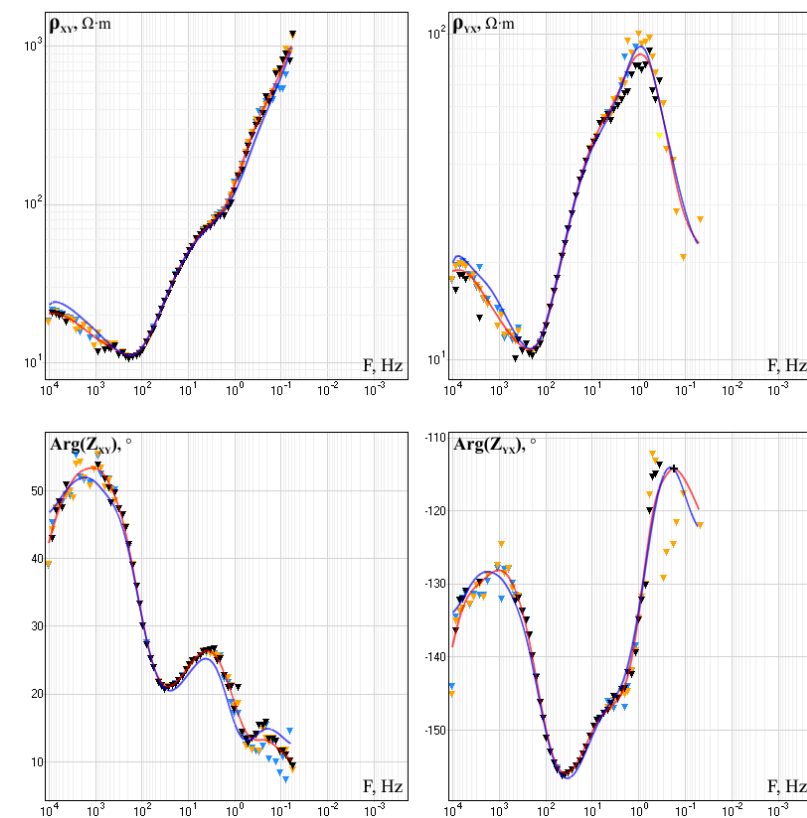 ρXY, Ω·m
10³
10²
10¹
F, Hz
10⁴ 10³ 10² 10¹ 10⁰ 10⁻¹ 10⁻² 10⁻³
ρYX, Ω·m
10²
10¹
F, Hz
10⁴ 10³ 10² 10¹ 10⁰ 10⁻¹ 10⁻² 10⁻³
Arg(ZXY), °
50
40
30
20
10
F, Hz
10⁴ 10³ 10² 10¹ 10⁰ 10⁻¹ 10⁻² 10⁻³
-110
Arg(ZYX), °
-120
-130
-140
-150
F, Hz
10⁴ 10³ 10² 10¹ 10⁰ 10⁻¹ 10⁻² 10⁻³